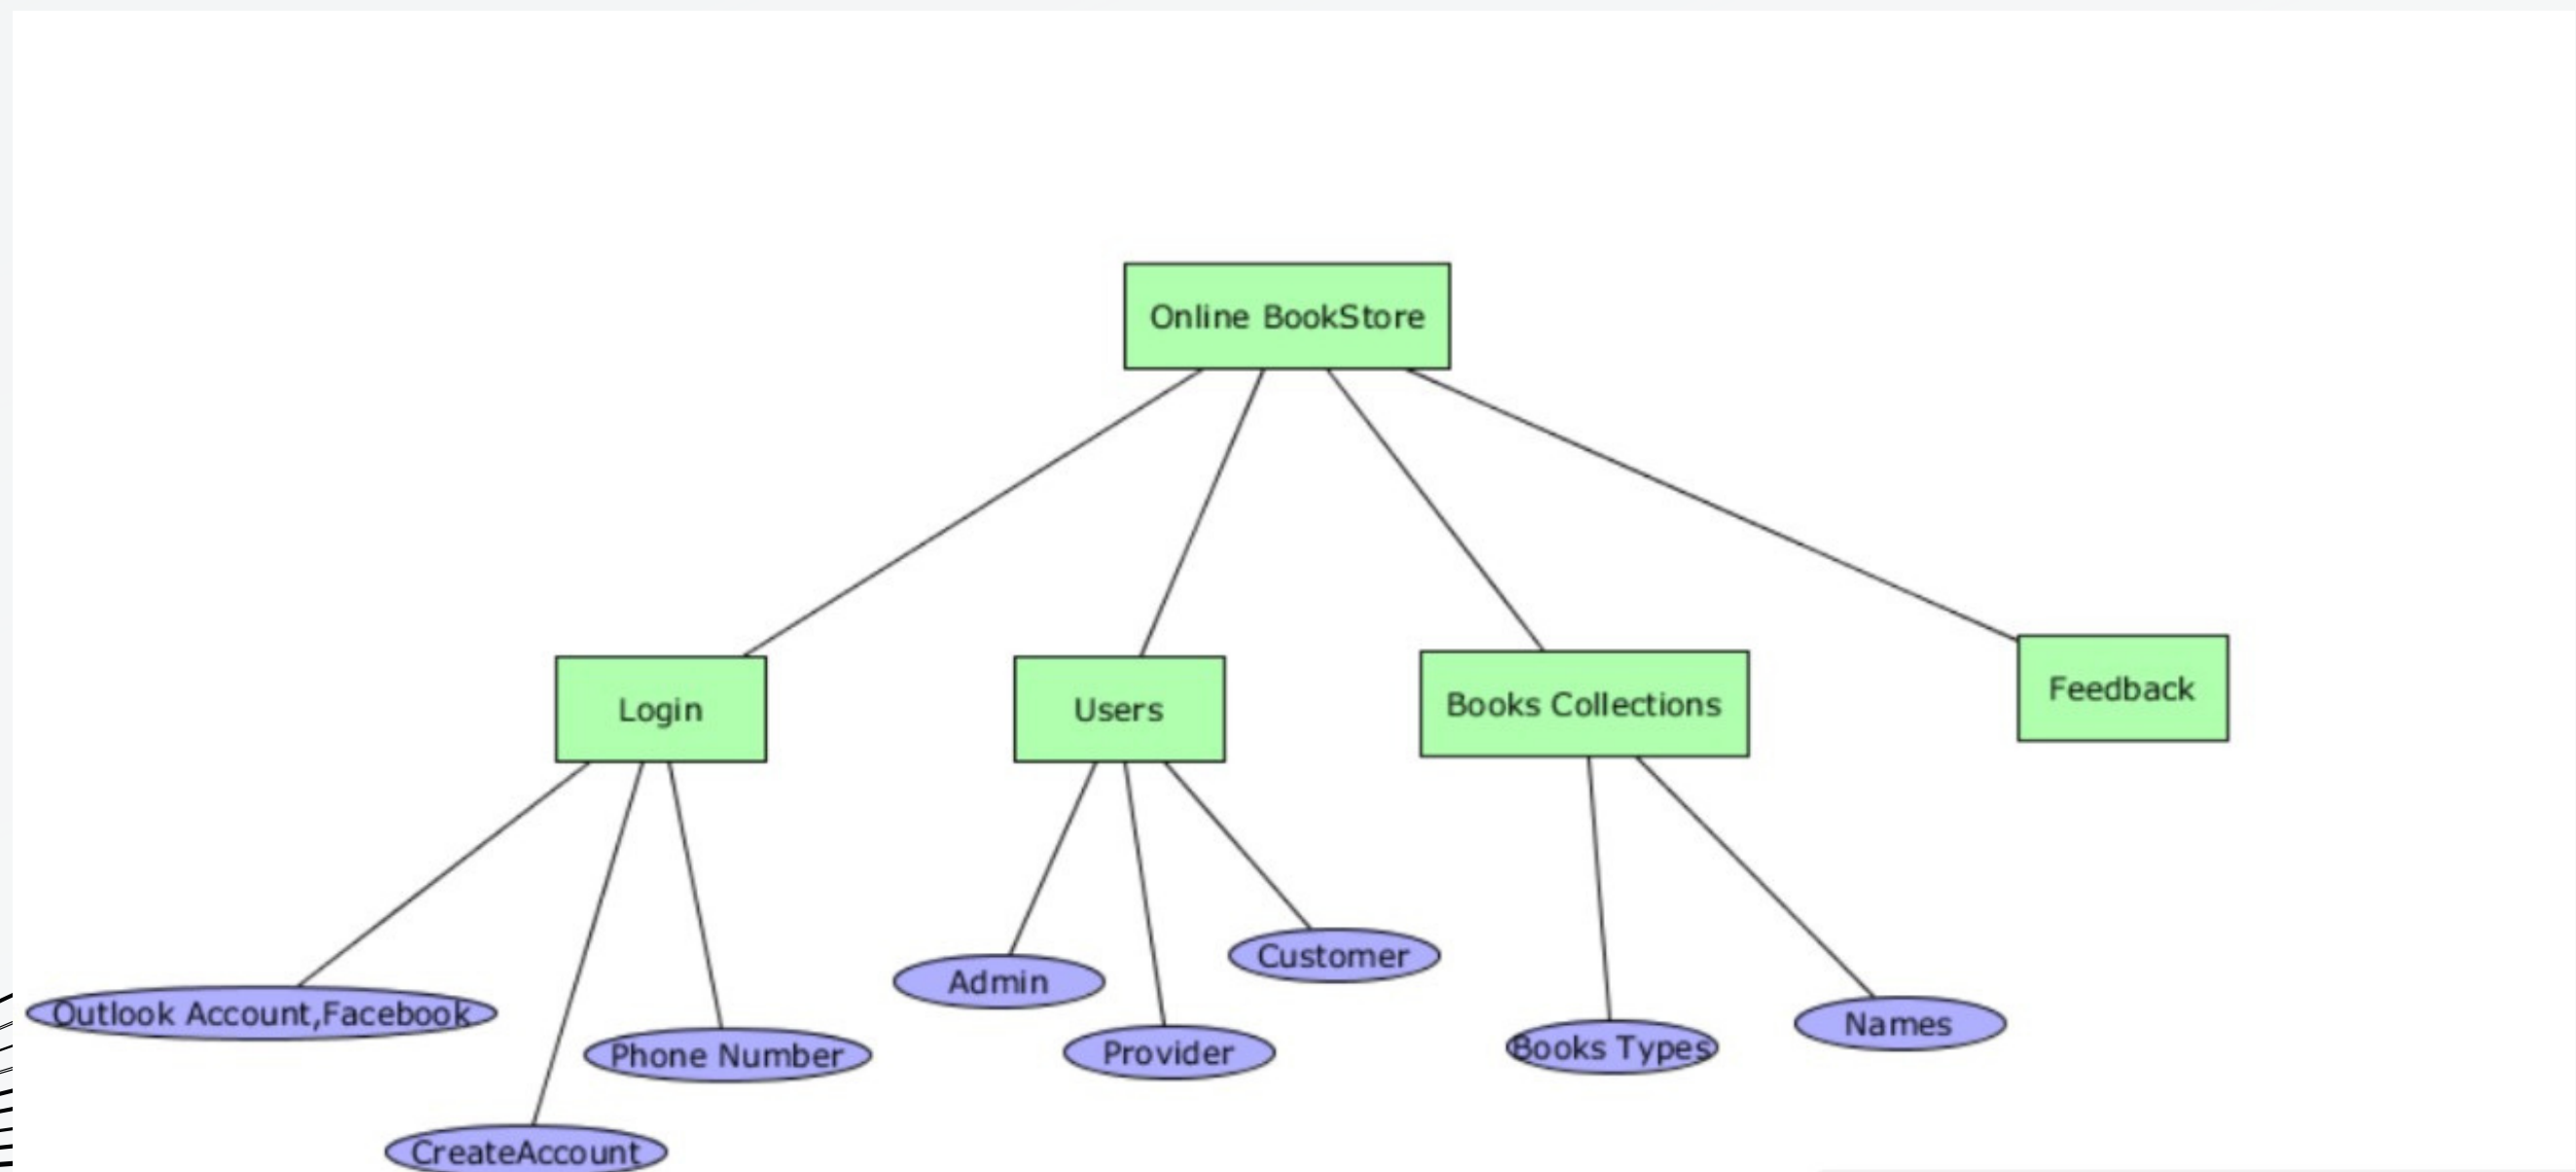 Online BookStore
Login
Users
Books Collections
Feedback
Outlook Account,Facebook
CreateAccount
Phone Number
Admin
Provider
Customer
Books Types
Names